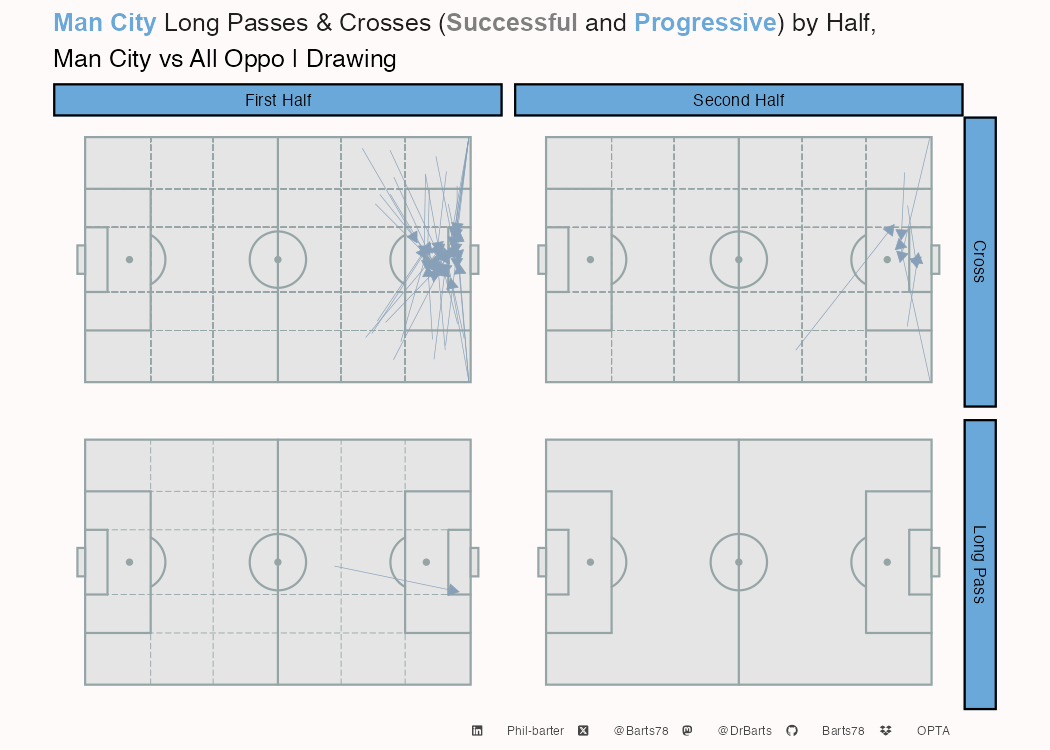 Man City Long Passes & Crosses (Successful and Progressive) by Half,
Man City vs All Oppo I Drawing
First Half
Second Half
Cross
Long Pass
Phil-barter @Barts78 @DrBarts Barts78 OPTA